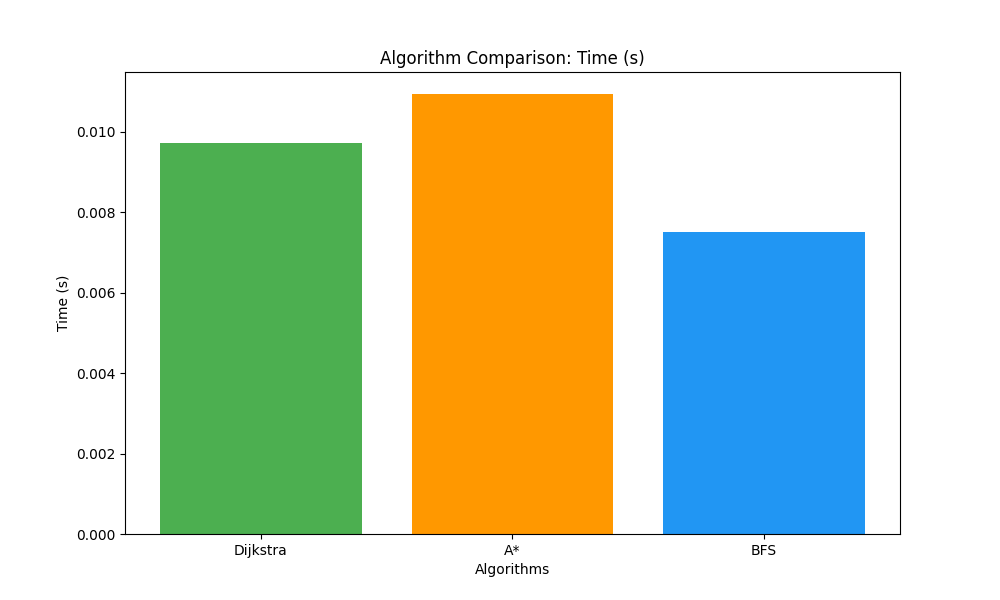 Algorithm Comparison: Time (s)
0.010
0.008
0.006
0.004
0.002
0.000
Time (s)
Dijkstra
A*
BFS
Algorithms